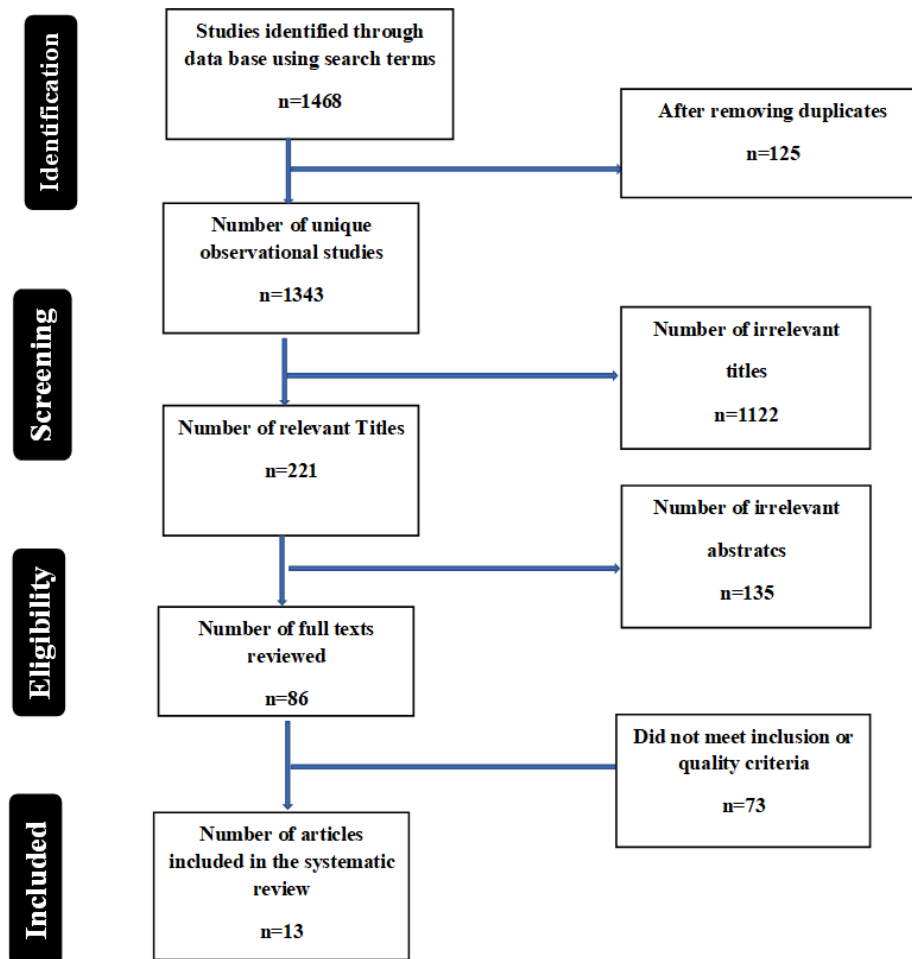 Identification
Studies identified through
data base using search terms
n=1468
After removing duplicates
n=125
Number of unique
observational studies
n=1343
Screening
Number of irrelevant
titles
n=1122
Number of relevant Titles
n=221
Number of irrelevant
abstratcs
n=135
Eligibility
Number of full texts
reviewed
n=86
Did not meet inclusion or
quality criteria
n=73
Included
Number of articles
included in the systematic
review
n=13